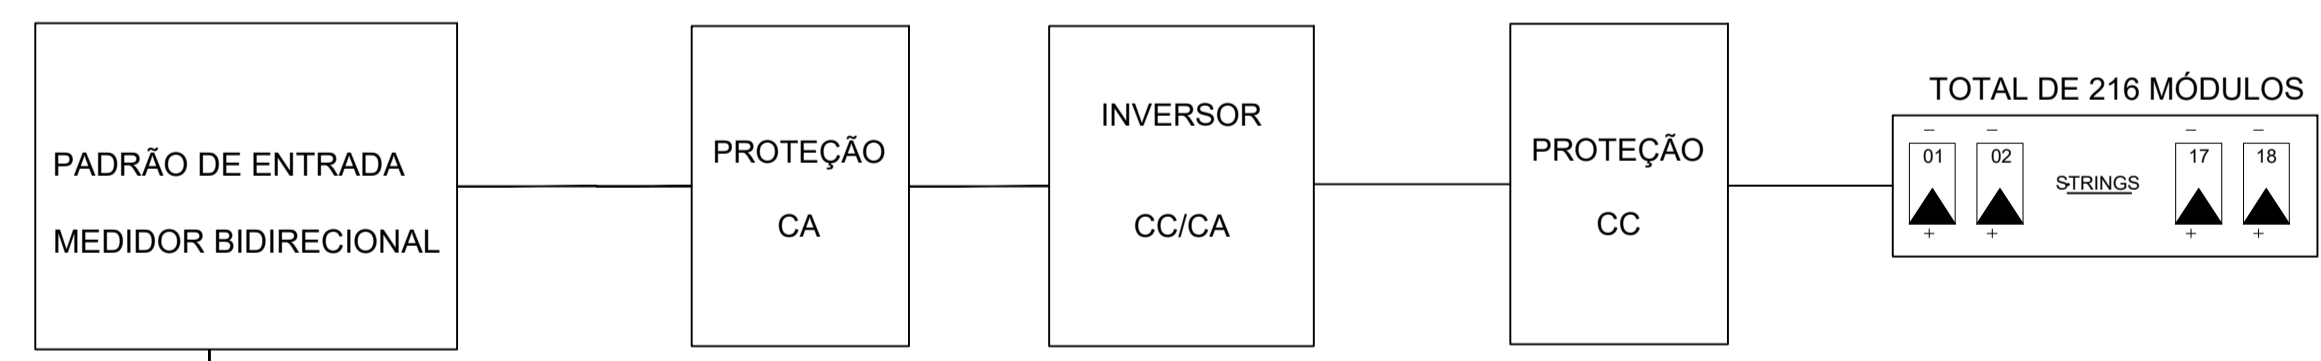 PADRÃO DE ENTRADA
MEDIDOR BIDIRECIONAL
PROTEÇÃO
CA
INVERSOR
CC/CA
PROTEÇÃO
CC
TOTAL DE 216 MÓDULOS
− − − −
01 02 STRINGS 17 18
+ + + +